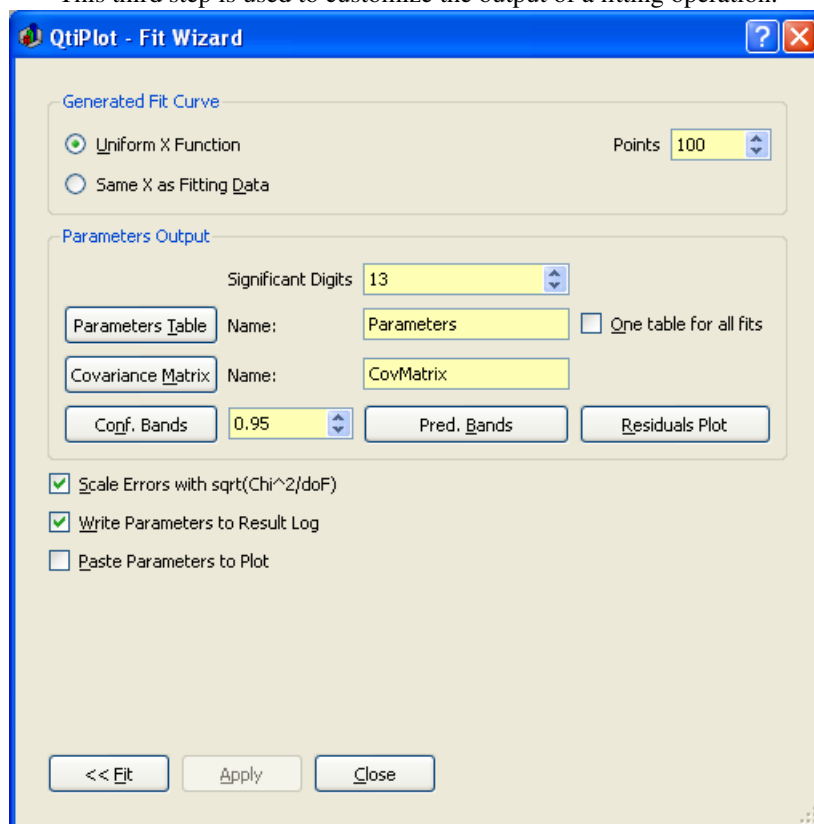 This third step is used to customize the output of a fitting operation.
QtiPlot - Fit Wizard
Generated Fit Curve
Uniform X Function Points 100
Same X as Fitting Data
Parameters Output
Significant Digits 13
Parameters Table Name: Parameters One table for all fits
Covariance Matrix Name: CovMatrix
Conf. Bands 0.95 Pred. Bands Residuals Plot
Scale Errors with sqrt(Chi^2/doF)
Write Parameters to Result Log
Paste Parameters to Plot
<< Fit Apply Close